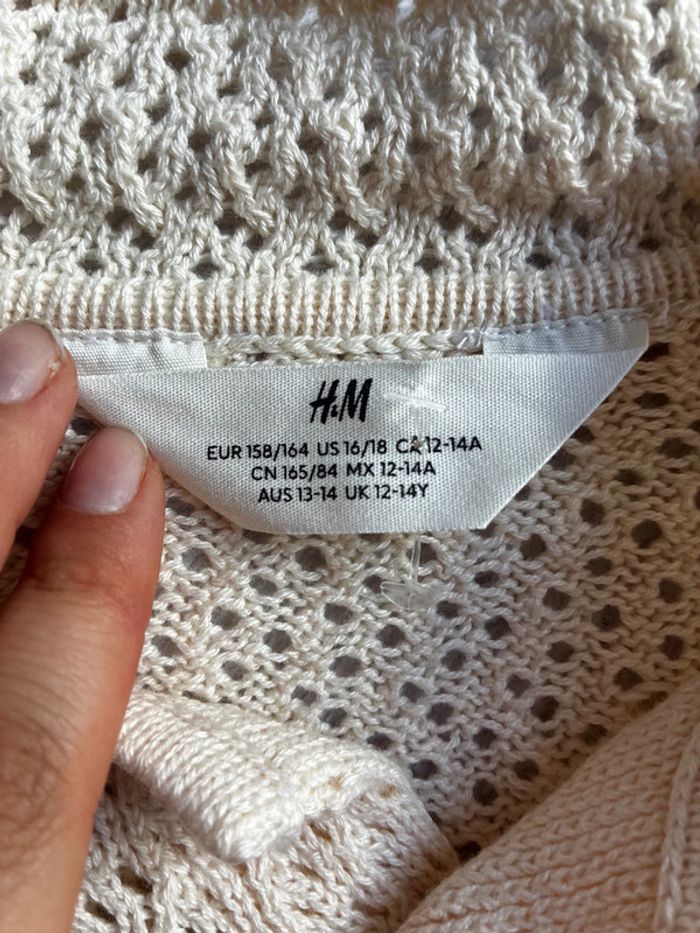 H&M
EUR 158/164 US 16/18 CA 12-14A
CN 165/84 MX 12-14A
AUS 13-14 UK 12-14Y